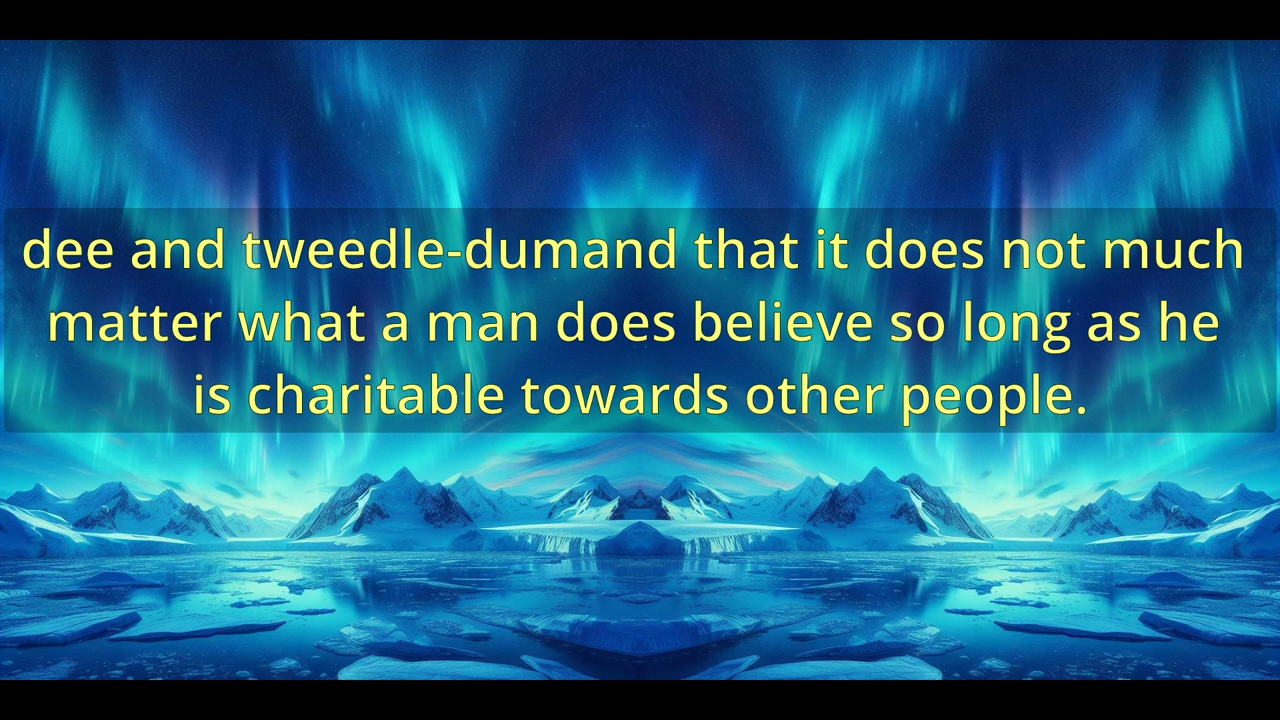 dee and tweedle-dumand that it does not much
matter what a man does believe so long as he
is charitable towards other people.